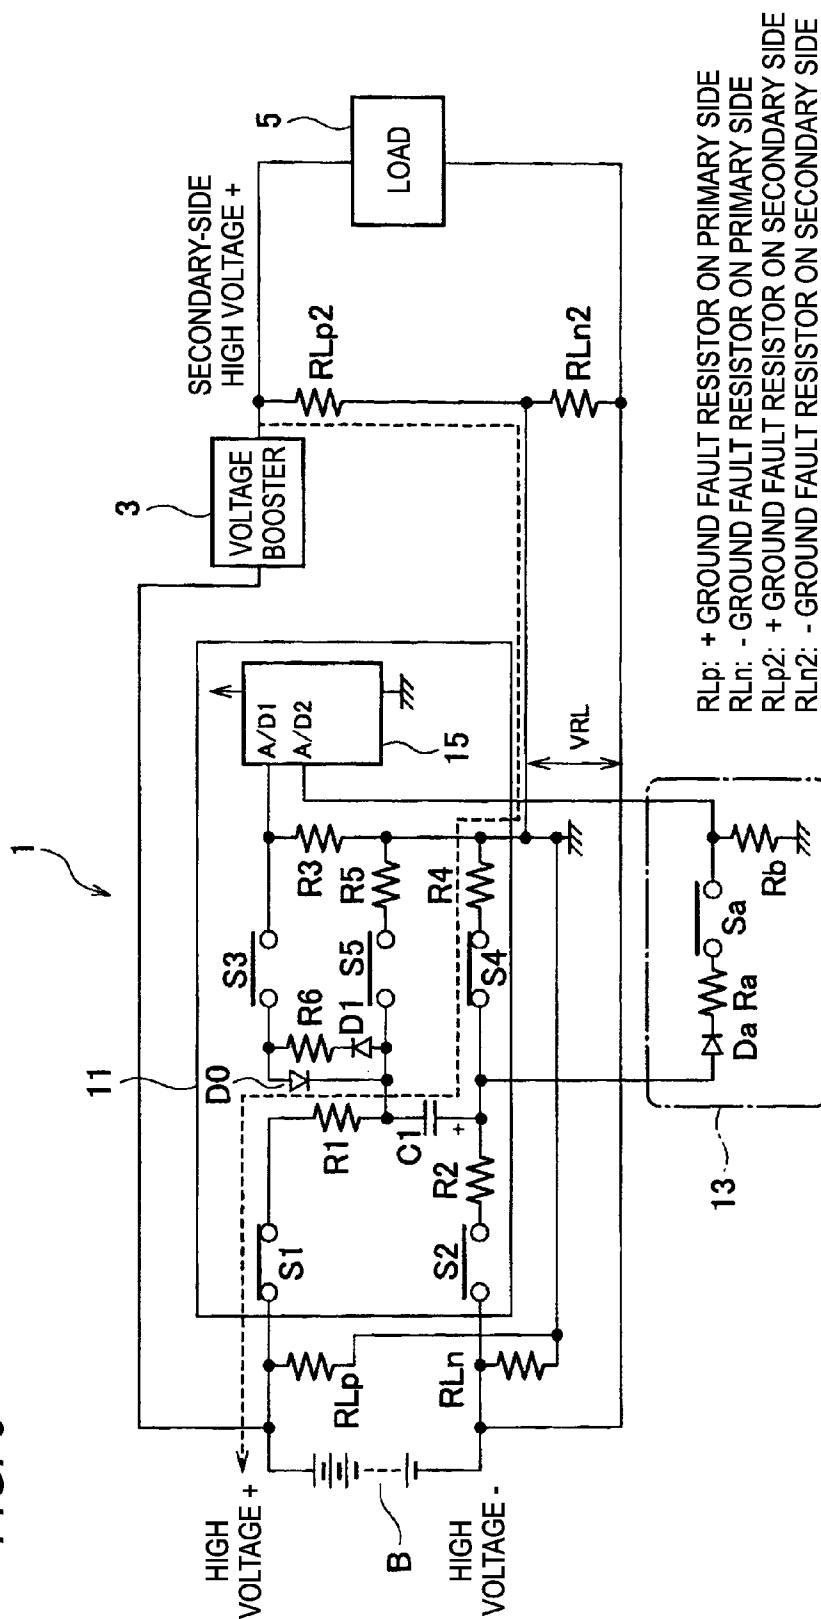 1
HIGH
VOLTAGE +
HIGH
VOLTAGE -
B
RLp
RLn
11
S1
S2
R1
C1
+
R2
D0
R6
D1
S3
S5
S4
R3
R5
R4
A/D1
A/D2
15
3
VOLTAGE
BOOSTER
SECONDARY-SIDE
HIGH VOLTAGE +
RLp2
RLn2
5
LOAD
VRL
13
Da
Ra
Sa
Rb
RLp: + GROUND FAULT RESISTOR ON PRIMARY SIDE
RLn: - GROUND FAULT RESISTOR ON PRIMARY SIDE
RLp2: + GROUND FAULT RESISTOR ON SECONDARY SIDE
RLn2: - GROUND FAULT RESISTOR ON SECONDARY SIDE